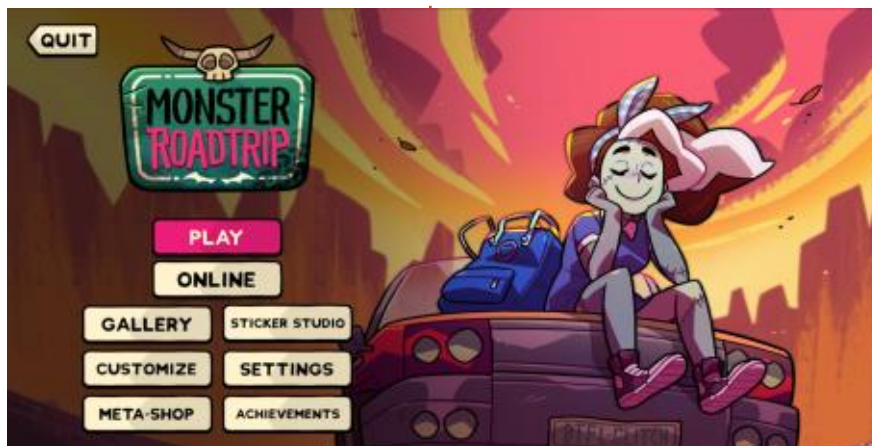 QUIT
MONSTER
ROADTRIP
PLAY
ONLINE
GALLERY
STICKER STUDIO
CUSTOMIZE
SETTINGS
META-SHOP
ACHIEVEMENTS